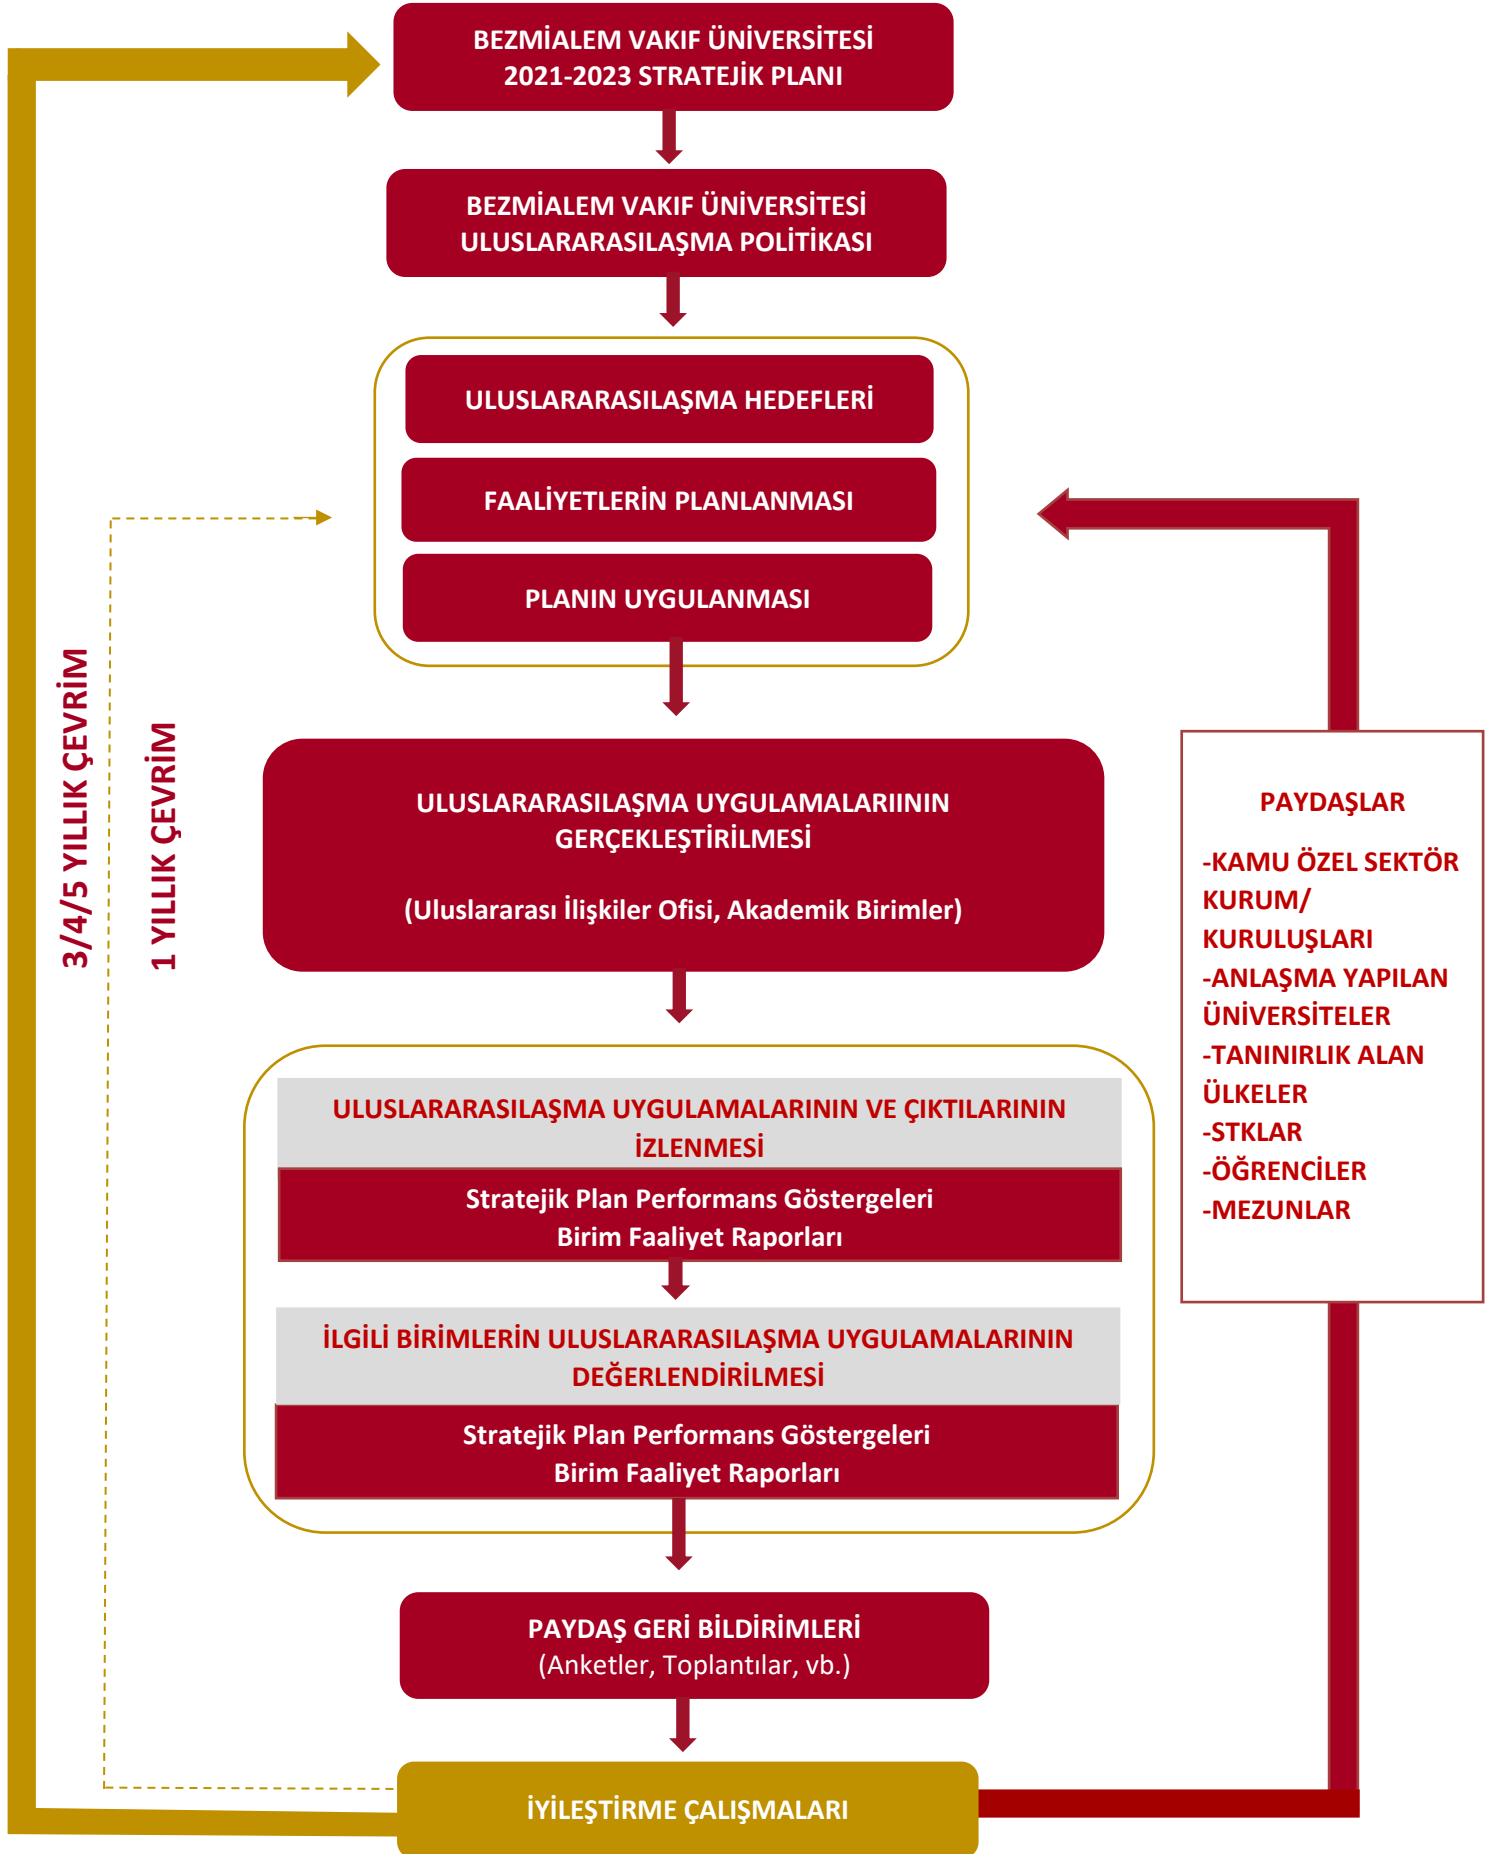 BEZMİALEM VAKIF ÜNİVERSİTESİ
2021-2023 STRATEJİK PLANI
BEZMİALEM VAKIF ÜNİVERSİTESİ
ULUSLARARASILAŞMA POLİTİKASI
ULUSLARARASILAŞMA HEDEFLERİ
FAALİYETLERİN PLANLANMASI
PLANIN UYGULANMASI
3/4/5 YILLIK ÇEVRİM
1 YILLIK ÇEVRİM
ULUSLARARASILAŞMA UYGULAMALARIININ
GERÇEKLEŞTİRİLMESİ
(Uluslararası İlişkiler Ofisi, Akademik Birimler)
PAYDAŞLAR
-KAMU ÖZEL SEKTÖR
KURUM/
KURULUŞLARI
-ANLAŞMA YAPILAN
ÜNİVERSİTELER
-TANINIRLIK ALAN
ÜLKELER
-STKLAR
-ÖĞRENCİLER
-MEZUNLAR
ULUSLARARASILAŞMA UYGULAMALARININ VE ÇIKTILARININ
İZLENMESİ
Stratejik Plan Performans Göstergeleri
Birim Faaliyet Raporları
İLGİLİ BİRİMLERİN ULUSLARARASILAŞMA UYGULAMALARININ
DEĞERLENDİRİLMESİ
Stratejik Plan Performans Göstergeleri
Birim Faaliyet Raporları
PAYDAŞ GERİ BİLDİRİMLERİ
(Anketler, Toplantılar, vb.)
İYİLEŞTİRME ÇALIŞMALARI